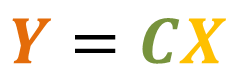 Y = CX